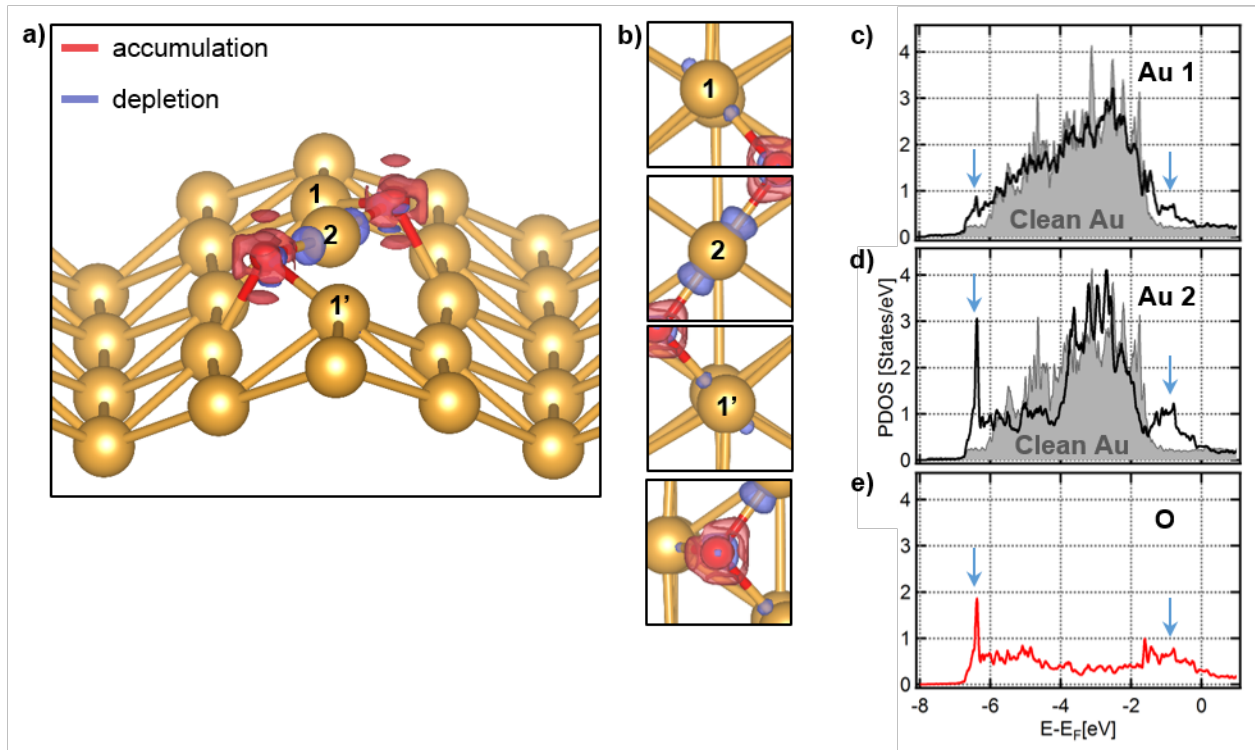 a)
accumulation
depletion
1
2
1'
b)
1
2
1'
c)
4
3
2
1
0
Au 1
Clean Au
d)
4
3
2
1
0
Au 2
Clean Au
PDOS [States/eV]
e)
4
3
2
1
0
O
-8 -6 -4 -2 0
E-EF[eV]